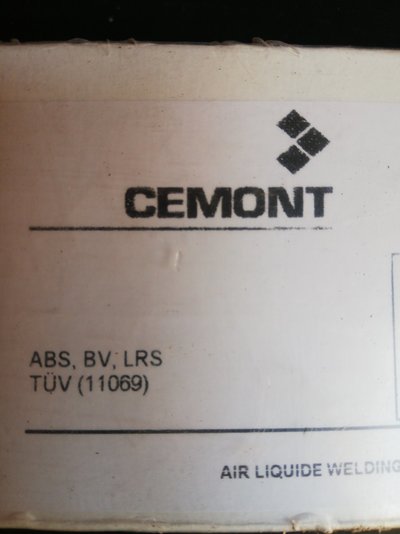 CEMONT
ABS, BV, LRS
TÜV (11069)
AIR LIQUIDE WELDING